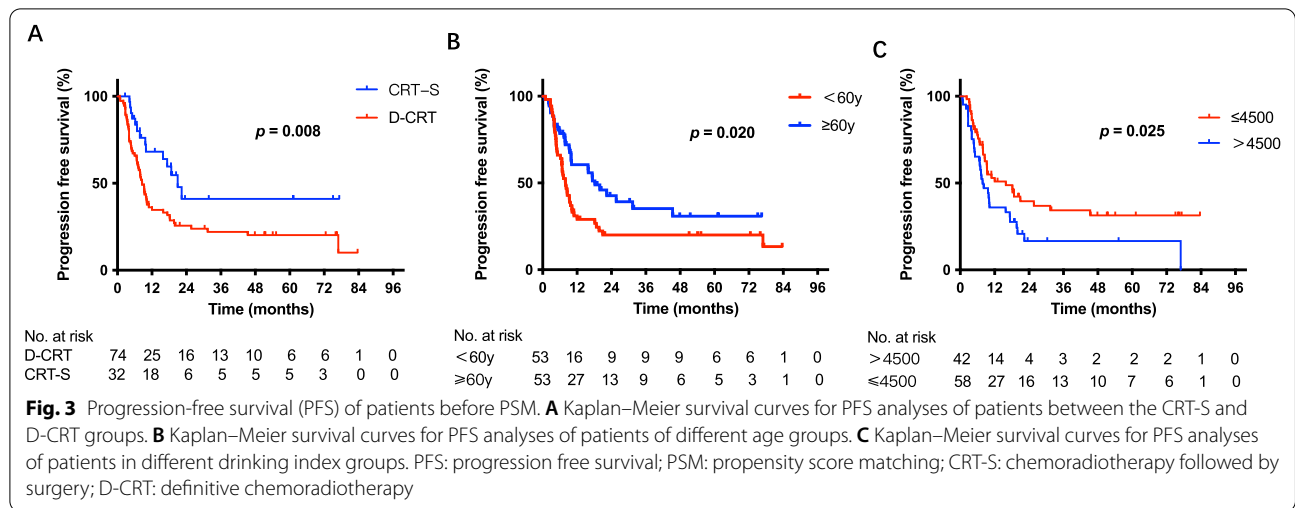 A
Progression free survival (%)
100
50
0
0 12 24 36 48 60 72 84 96
Time (months)
CRT–S
D-CRT
p = 0.008
No. at risk
D-CRT 74 25 16 13 10 6 6 1 0
CRT-S 32 18 6 5 5 5 3 0 0
B
Progression free survival (%)
100
50
0
0 12 24 36 48 60 72 84 96
Time (months)
<60y
≥60y
p = 0.020
No. at risk
<60y 53 16 9 9 9 6 6 1 0
≥60y 53 27 13 9 6 5 3 1 0
C
Progression free survival (%)
100
50
0
0 12 24 36 48 60 72 84 96
Time (months)
≤4500
>4500
p = 0.025
No. at risk
>4500 42 14 4 3 2 2 2 1 0
≤4500 58 27 16 13 10 7 6 1 0
Fig. 3 Progression-free survival (PFS) of patients before PSM. A Kaplan–Meier survival curves for PFS analyses of patients between the CRT-S and
D-CRT groups. B Kaplan–Meier survival curves for PFS analyses of patients of different age groups. C Kaplan–Meier survival curves for PFS analyses
of patients in different drinking index groups. PFS: progression free survival; PSM: propensity score matching; CRT-S: chemoradiotherapy followed by
surgery; D-CRT: definitive chemoradiotherapy